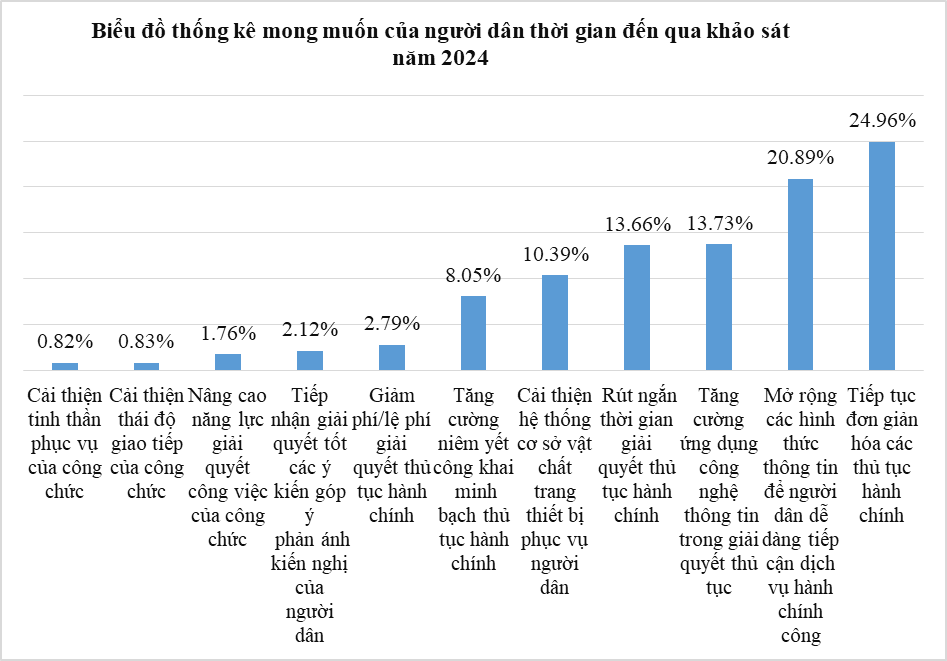 Biểu đồ thống kê mong muốn của người dân thời gian đến qua khảo sát
năm 2024
0.82%
0.83%
1.76%
2.12%
2.79%
8.05%
10.39%
13.66%
13.73%
20.89%
24.96%
Cải thiện
tinh thần
phục vụ
của công
chức
Cải thiện
thái độ
giao tiếp
của công
chức
Nâng cao
năng lực
giải
quyết
công việc
của công
chức
Tiếp
nhận giải
quyết tốt
các ý
kiến góp
ý
phản ánh
kiến nghị
của
người
dân
Giảm
phí/lệ phí
giải
quyết thủ
tục hành
chính
Tăng
cường
niêm yết
công khai
minh
bạch thủ
tục hành
chính
Cải thiện
hệ thống
cơ sở vật
chất
trang
thiết bị
phục vụ
người
dân
Rút ngắn
thời gian
giải
quyết thủ
tục hành
chính
Tăng
cường
ứng dụng
công
nghệ
thông tin
trong giải
quyết thủ
tục
Mở rộng
các hình
thức
thông tin
để người
dân dễ
dàng tiếp
cận dịch
vụ hành
chính
công
Tiếp tục
đơn giản
hóa các
thủ tục
hành
chính